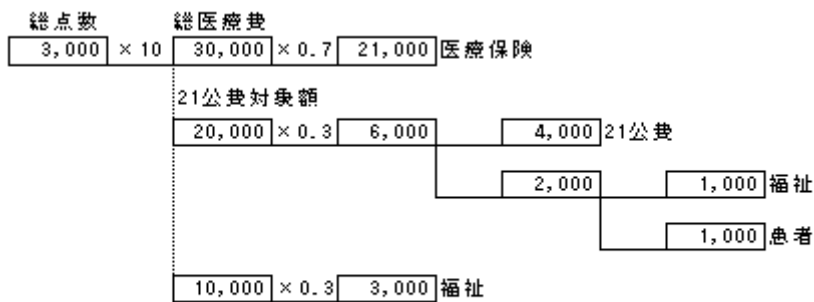 総点数 総医療費
3,000 × 10 30,000 × 0.7 21,000 医療保険
21公費対象額
20,000 × 0.3 6,000 4,000 21公費
2,000 1,000 福祉
1,000 患者
10,000 × 0.3 3,000 福祉